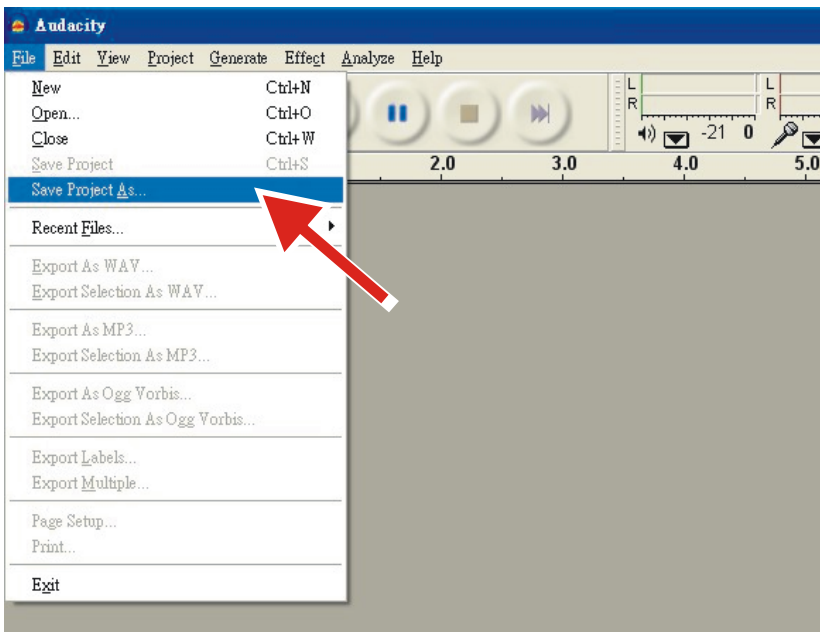 Audacity
File Edit View Project Generate Effect Analyze Help
New Ctrl+N
Open... Ctrl+O
Close Ctrl+W
Save Project Ctrl+S
Save Project As...
Recent Files...
Export As WAV...
Export Selection As WAV...
Export As MP3...
Export Selection As MP3...
Export As Ogg Vorbis...
Export Selection As Ogg Vorbis...
Export Labels...
Export Multiple...
Page Setup...
Print...
Exit
L L
R R
-21 0
2.0 3.0 4.0 5.0